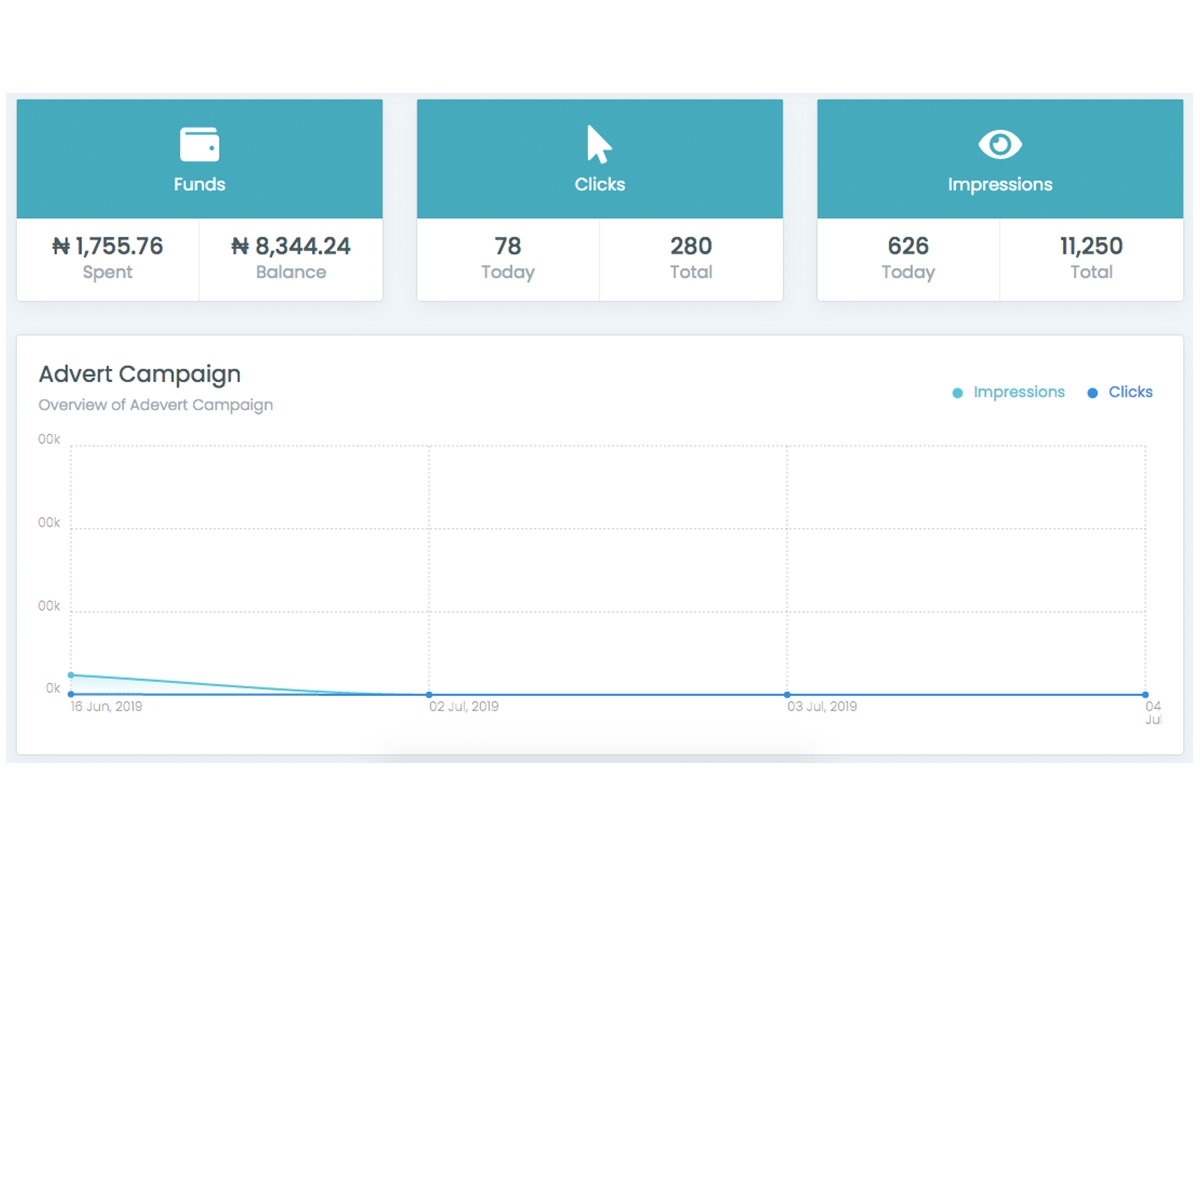 Funds
₦ 1,755.76
Spent
₦ 8,344.24
Balance
Clicks
78
Today
280
Total
Impressions
626
Today
11,250
Total
Advert Campaign
Overview of Adevert Campaign
Impressions
Clicks
00k
00k
00k
0k
16 Jun, 2019
02 Jul, 2019
03 Jul, 2019
04
Jul